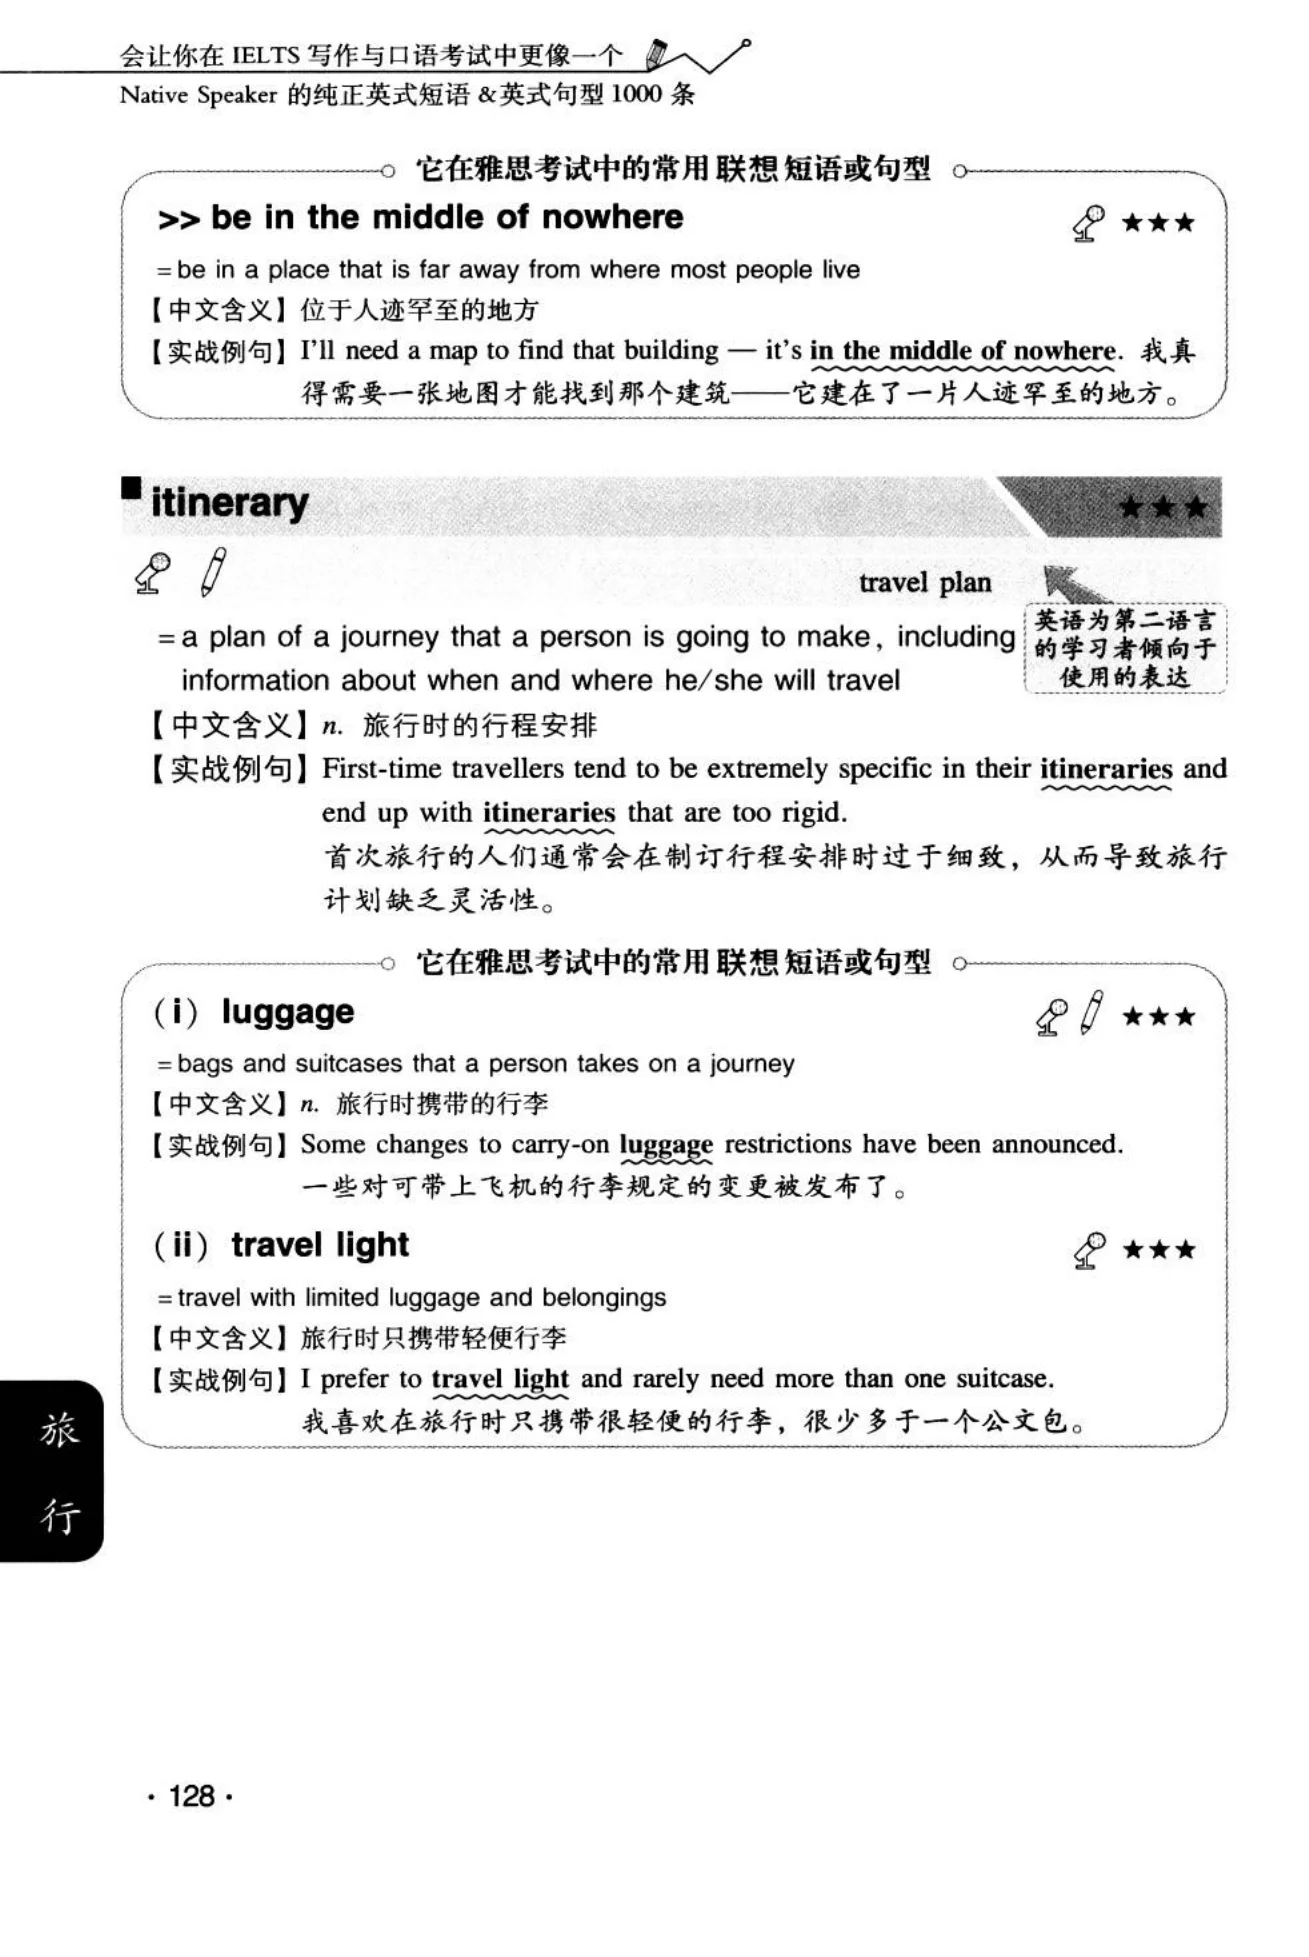 会让你在 IELTS 写作与口语考试中更像一个
Native Speaker 的纯正英式短语 & 英式句型 1000 条
它在雅思考试中的常用联想短语或句型
>> be in the middle of nowhere ★★★
= be in a place that is far away from where most people live
【中文含义】位于人迹罕至的地方
【实战例句】I'll need a map to find that building — it's in the middle of nowhere. 我真
得需要一张地图才能找到那个建筑——它建在了一片人迹罕至的地方。
■ itinerary ★★★
travel plan
英语为第二语言
的学习者倾向于
使用的表达
= a plan of a journey that a person is going to make, including
information about when and where he/she will travel
【中文含义】n. 旅行时的行程安排
【实战例句】First-time travellers tend to be extremely specific in their itineraries and
end up with itineraries that are too rigid.
首次旅行的人们通常会在制订行程安排时过于细致，从而导致旅行
计划缺乏灵活性。
它在雅思考试中的常用联想短语或句型
(i) luggage ★★★
= bags and suitcases that a person takes on a journey
【中文含义】n. 旅行时携带的行李
【实战例句】Some changes to carry-on luggage restrictions have been announced.
一些对可带上飞机的行李规定的变更被发布了。
(ii) travel light ★★★
= travel with limited luggage and belongings
【中文含义】旅行时只携带轻便行李
【实战例句】I prefer to travel light and rarely need more than one suitcase.
我喜欢在旅行时只携带很轻便的行李，很少多于一个公文包。
旅
行
· 128 ·